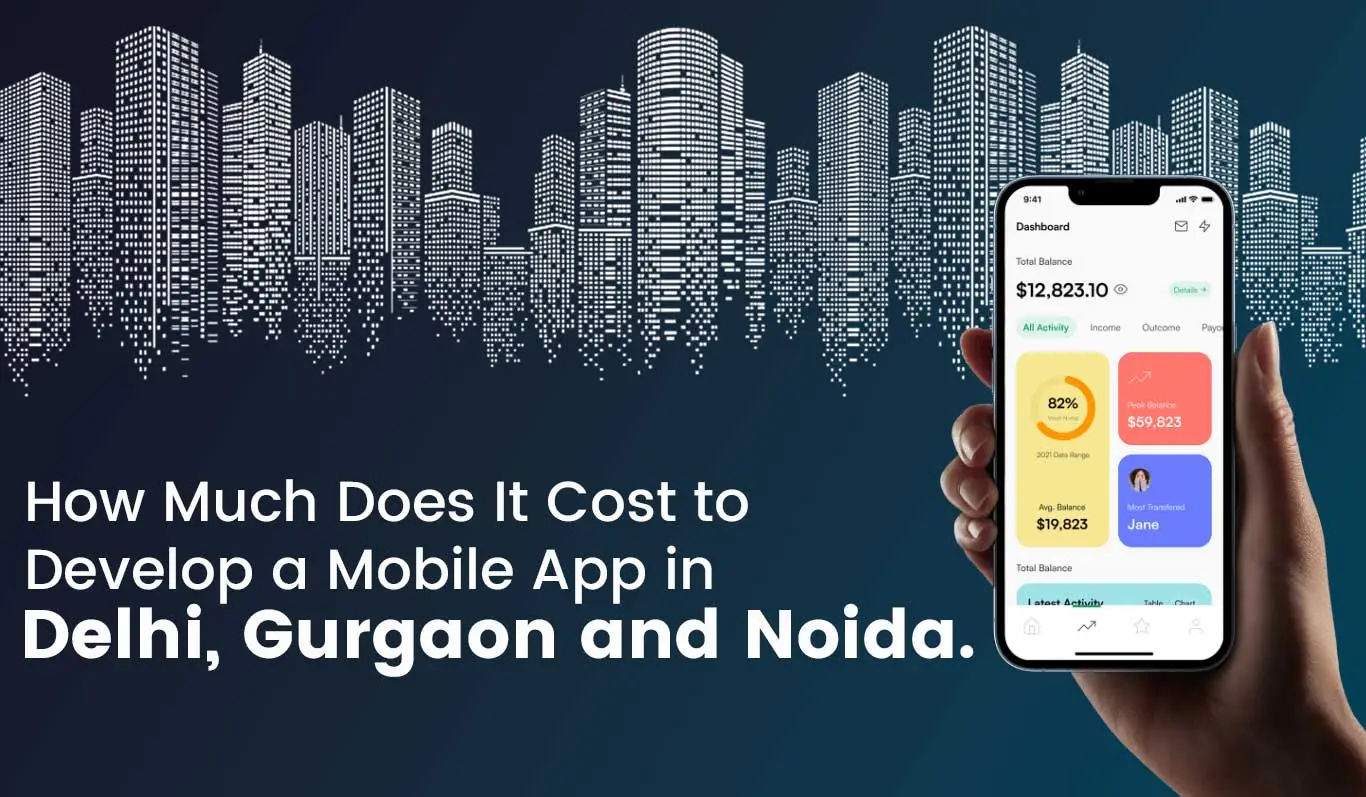 How Much Does It Cost to
Develop a Mobile App in
Delhi, Gurgaon and Noida.
9:41
Dashboard
Total Balance
$12,823.10
Details →
All Activity Income Outcome Payou
82%
2021 Data Range
Avg. Balance
$19,823
Peak Balance
$59,823
Most Transfered
Jane
Total Balance
Latest Activity Table Chart